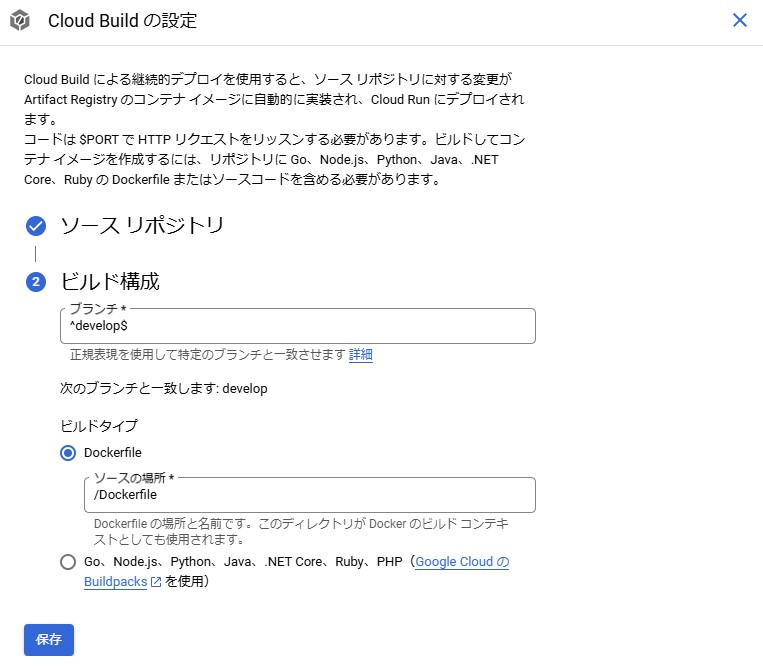 Cloud Build の設定
Cloud Build による継続的デプロイを使用すると、ソース リポジトリに対する変更が
Artifact Registry のコンテナ イメージに自動的に実装され、Cloud Run にデプロイされ
ます。
コードは $PORT で HTTP リクエストをリッスンする必要があります。ビルドしてコン
テナ イメージを作成するには、リポジトリに Go、Node.js、Python、Java、.NET
Core、Ruby の Dockerfile またはソースコードを含める必要があります。
ソース リポジトリ
2 ビルド構成
ブランチ *
^develop$
正規表現を使用して特定のブランチと一致させます 詳細
次のブランチと一致します: develop
ビルドタイプ
Dockerfile
ソースの場所 *
/Dockerfile
Dockerfile の場所と名前です。このディレクトリが Docker のビルド コンテキ
ストとしても使用されます。
Go、Node.js、Python、Java、.NET Core、Ruby、PHP（Google Cloud の
Buildpacks を使用）
保存